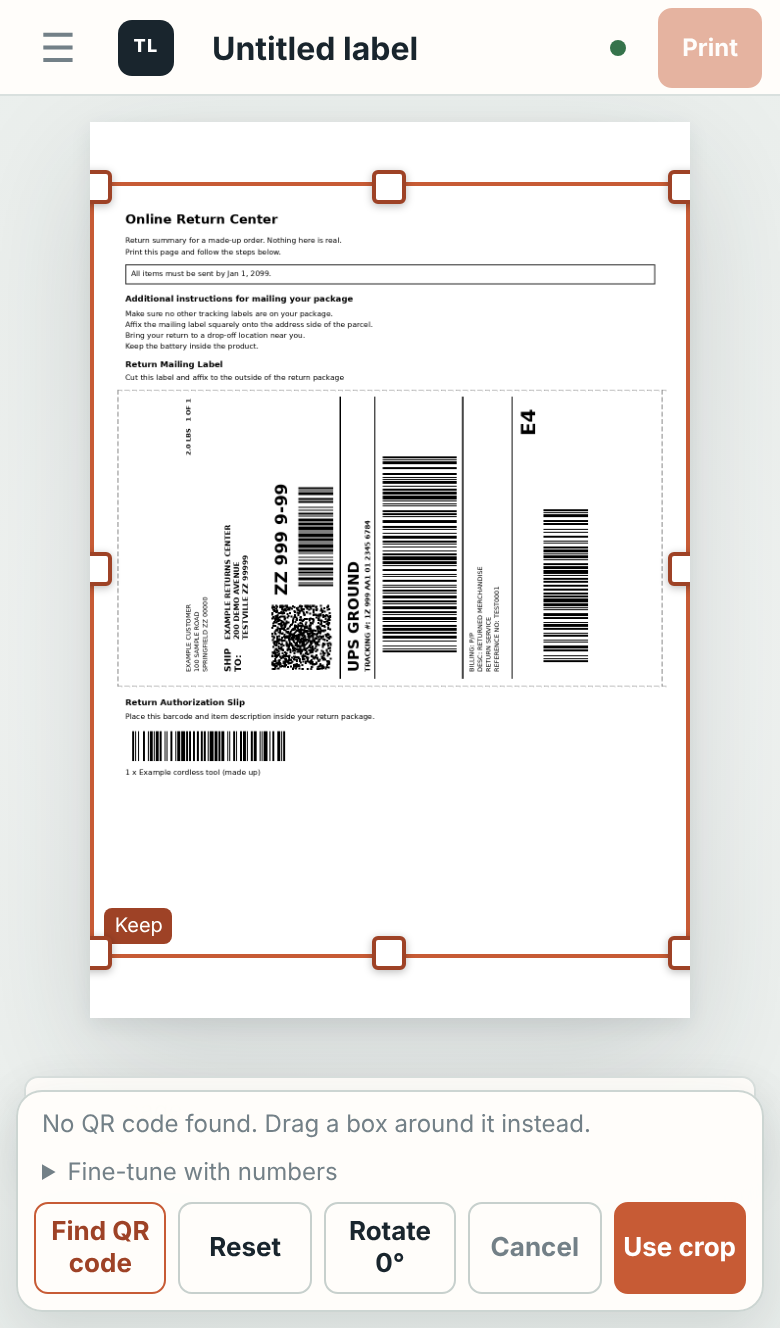 TL
Untitled label
Print
Online Return Center
Return summary for a made-up order. Nothing here is real.
Print this page and follow the steps below.
All items must be sent by Jan 1, 2099.
Additional instructions for mailing your package
Make sure no other tracking labels are on your package.
Affix the mailing label squarely onto the address side of the parcel.
Bring your return to a drop-off location near you.
Keep the battery inside the product.
Return Mailing Label
Cut this label and affix to the outside of the return package
EXAMPLE CUSTOMER
100 SAMPLE ROAD
SPRINGFIELD ZZ 00000
2.0 LBS 1 OF 1
SHIP TO:
EXAMPLE RETURNS CENTER
200 DEMO AVENUE
TESTVILLE ZZ 99999
ZZ 999 9-99
UPS GROUND
TRACKING #: 1Z 999 AA1 01 2345 6784
BILLING: P/P
DESC: RETURNED MERCHANDISE
RETURN SERVICE
REFERENCE NO: TEST0001
E4
Return Authorization Slip
Place this barcode and item description inside your return package.
1 x Example cordless tool (made up)
Keep
No QR code found. Drag a box around it instead.
Fine-tune with numbers
Find QR code
Reset
Rotate 0°
Cancel
Use crop